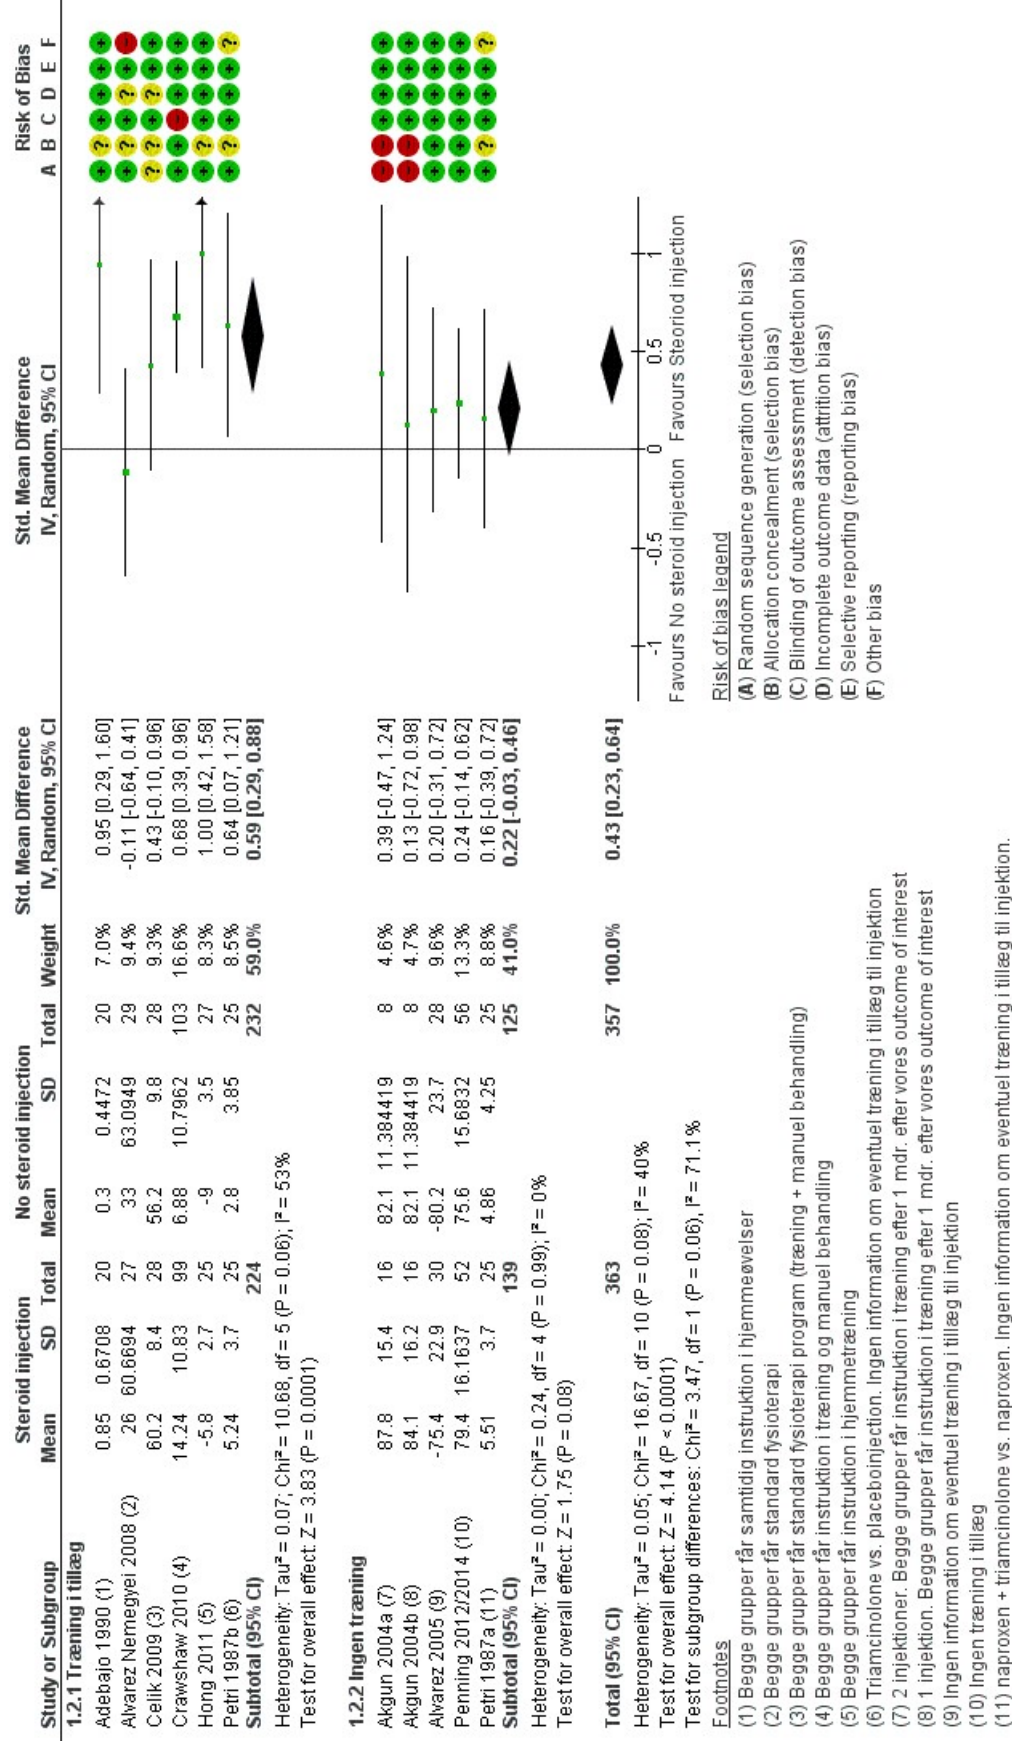 Steroid injection No steroid injection Std. Mean Difference Std. Mean Difference Risk of Bias
Study or Subgroup Mean SD Total Mean SD Total Weight IV, Random, 95% CI IV, Random, 95% CI A B C D E F
1.2.1 Træning i tillæg
Adebajo 1990 (1) 0.85 0.6708 20 0.3 0.4472 20 7.0% 0.95 [0.29, 1.60] + ? + + + +
Alvarez Nemegyei 2008 (2) 26 60.6694 27 33 63.0949 29 9.4% -0.11 [-0.64, 0.41] + ? + ? + -
Celik 2009 (3) 60.2 8.4 28 56.2 9.8 28 9.3% 0.43 [-0.10, 0.96] ? ? + ? + +
Crawshaw 2010 (4) 14.24 10.83 99 6.88 10.7962 103 16.6% 0.68 [0.39, 0.96] + + - + + +
Hong 2011 (5) -5.8 2.7 25 -9 3.5 27 8.3% 1.00 [0.42, 1.58] + ? + + + +
Petri 1987b (6) 5.24 3.7 25 2.8 3.85 25 8.5% 0.64 [0.07, 1.21] + ? + + + ?
Subtotal (95% CI) 224 232 59.0% 0.59 [0.29, 0.88]
Heterogeneity: Tau² = 0.07; Chi² = 10.68, df = 5 (P = 0.06); I² = 53%
Test for overall effect: Z = 3.83 (P = 0.0001)
1.2.2 Ingen træning
Akgun 2004a (7) 87.8 15.4 16 82.1 11.384419 8 4.6% 0.39 [-0.47, 1.24] - - + + + +
Akgun 2004b (8) 84.1 16.2 16 82.1 11.384419 8 4.7% 0.13 [-0.72, 0.98] - - + + + +
Alvarez 2005 (9) -75.4 22.9 30 -80.2 23.7 28 9.6% 0.20 [-0.31, 0.72] + + + + + +
Penning 2012/2014 (10) 79.4 16.1637 52 75.6 15.6832 56 13.3% 0.24 [-0.14, 0.62] + + + + + +
Petri 1987a (11) 5.51 3.7 25 4.86 4.25 25 8.8% 0.16 [-0.39, 0.72] + ? + + + ?
Subtotal (95% CI) 139 125 41.0% 0.22 [-0.03, 0.46]
Heterogeneity: Tau² = 0.00; Chi² = 0.24, df = 4 (P = 0.99); I² = 0%
Test for overall effect: Z = 1.75 (P = 0.08)
Total (95% CI) 363 357 100.0% 0.43 [0.23, 0.64]
Heterogeneity: Tau² = 0.05; Chi² = 16.67, df = 10 (P = 0.08); I² = 40%
Test for overall effect: Z = 4.14 (P < 0.0001)
Test for subgroup differences: Chi² = 3.47, df = 1 (P = 0.06), I² = 71.1%
-1 -0.5 0 0.5 1
Favours No steroid injection Favours Steoriod injection
Footnotes
(1) Begge grupper får samtidig instruktion i hjemmeøvelser
(2) Begge grupper får standard fysioterapi
(3) Begge grupper får standard fysioterapi program (træning + manuel behandling)
(4) Begge grupper får instruktion i træning og manuel behandling
(5) Begge grupper får instruktion i hjemmetræning
(6) Triamcinolone vs. placeboinjection. Ingen information om eventuel træning i tillæg til injektion
(7) 2 injektioner. Begge grupper får instruktion i træning efter 1 mdr. efter vores outcome of interest
(8) 1 injektion. Begge grupper får instruktion i træning efter 1 mdr. efter vores outcome of interest
(9) Ingen information om eventuel træning i tillæg til injektion
(10) Ingen træning i tillæg
(11) naproxen + triamcinolone vs. naproxen. Ingen information om eventuel træning i tillæg til injektion.
Risk of bias legend
(A) Random sequence generation (selection bias)
(B) Allocation concealment (selection bias)
(C) Blinding of outcome assessment (detection bias)
(D) Incomplete outcome data (attrition bias)
(E) Selective reporting (reporting bias)
(F) Other bias